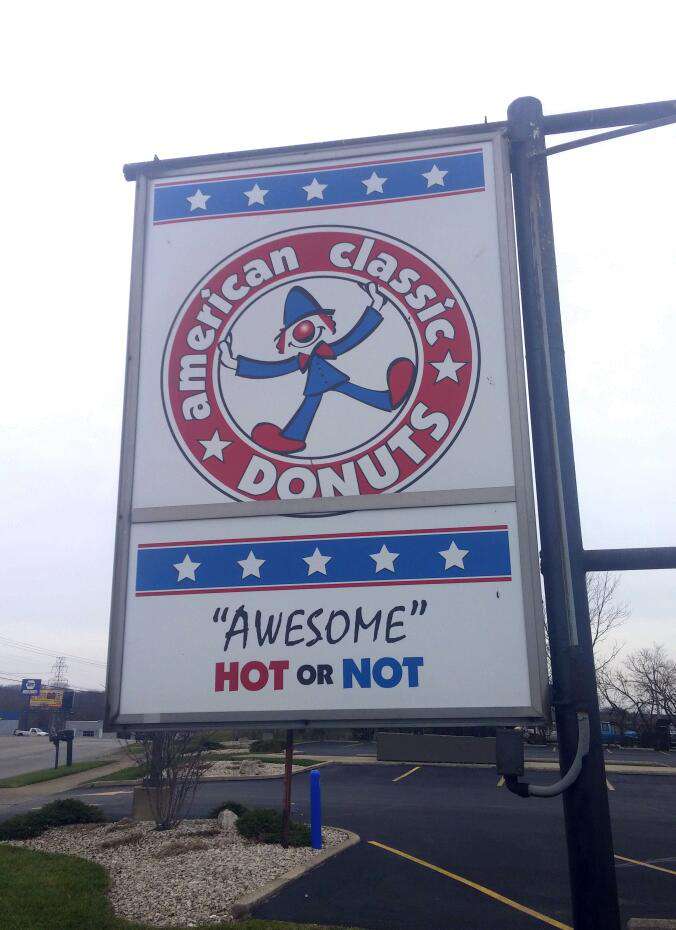 american classic
DONUTS
"AWESOME"
HOT OR NOT